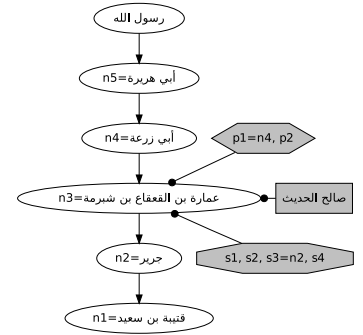 رسول الله
n5=أبي هريرة
n4=أبي زرعة
p1=n4, p2
n3=عمارة بن القعقاع بن شبرمة
صالح الحديث
n2=جرير
s1, s2, s3=n2, s4
n1=قتيبة بن سعيد